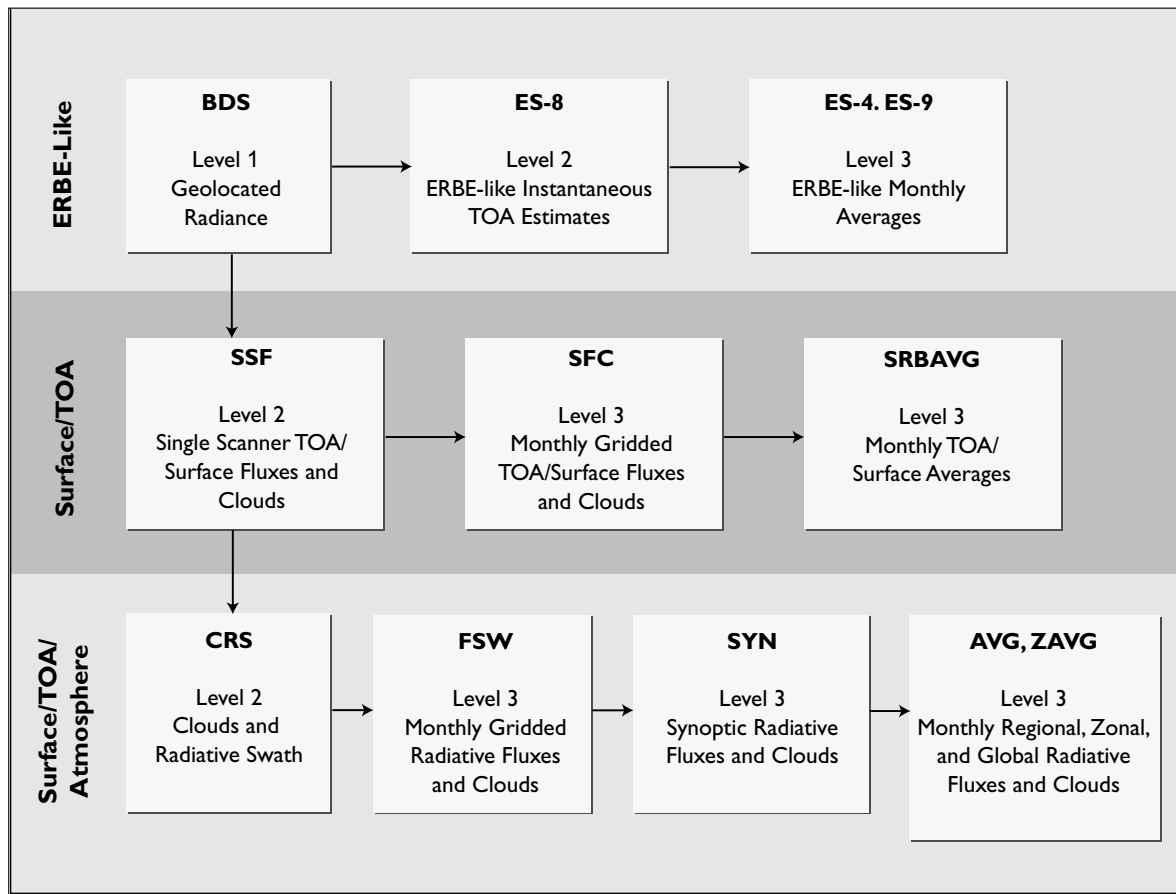 ERBE-Like
BDS
Level 1
Geolocated
Radiance
ES-8
Level 2
ERBE-like Instantaneous
TOA Estimates
ES-4. ES-9
Level 3
ERBE-like Monthly
Averages
Surface/TOA
SSF
Level 2
Single Scanner TOA/
Surface Fluxes and
Clouds
SFC
Level 3
Monthly Gridded
TOA/Surface Fluxes
and Clouds
SRBAVG
Level 3
Monthly TOA/
Surface Averages
Surface/TOA/
Atmosphere
CRS
Level 2
Clouds and
Radiative Swath
FSW
Level 3
Monthly Gridded
Radiative Fluxes
and Clouds
SYN
Level 3
Synoptic Radiative
Fluxes and Clouds
AVG, ZAVG
Level 3
Monthly Regional, Zonal,
and Global Radiative
Fluxes and Clouds